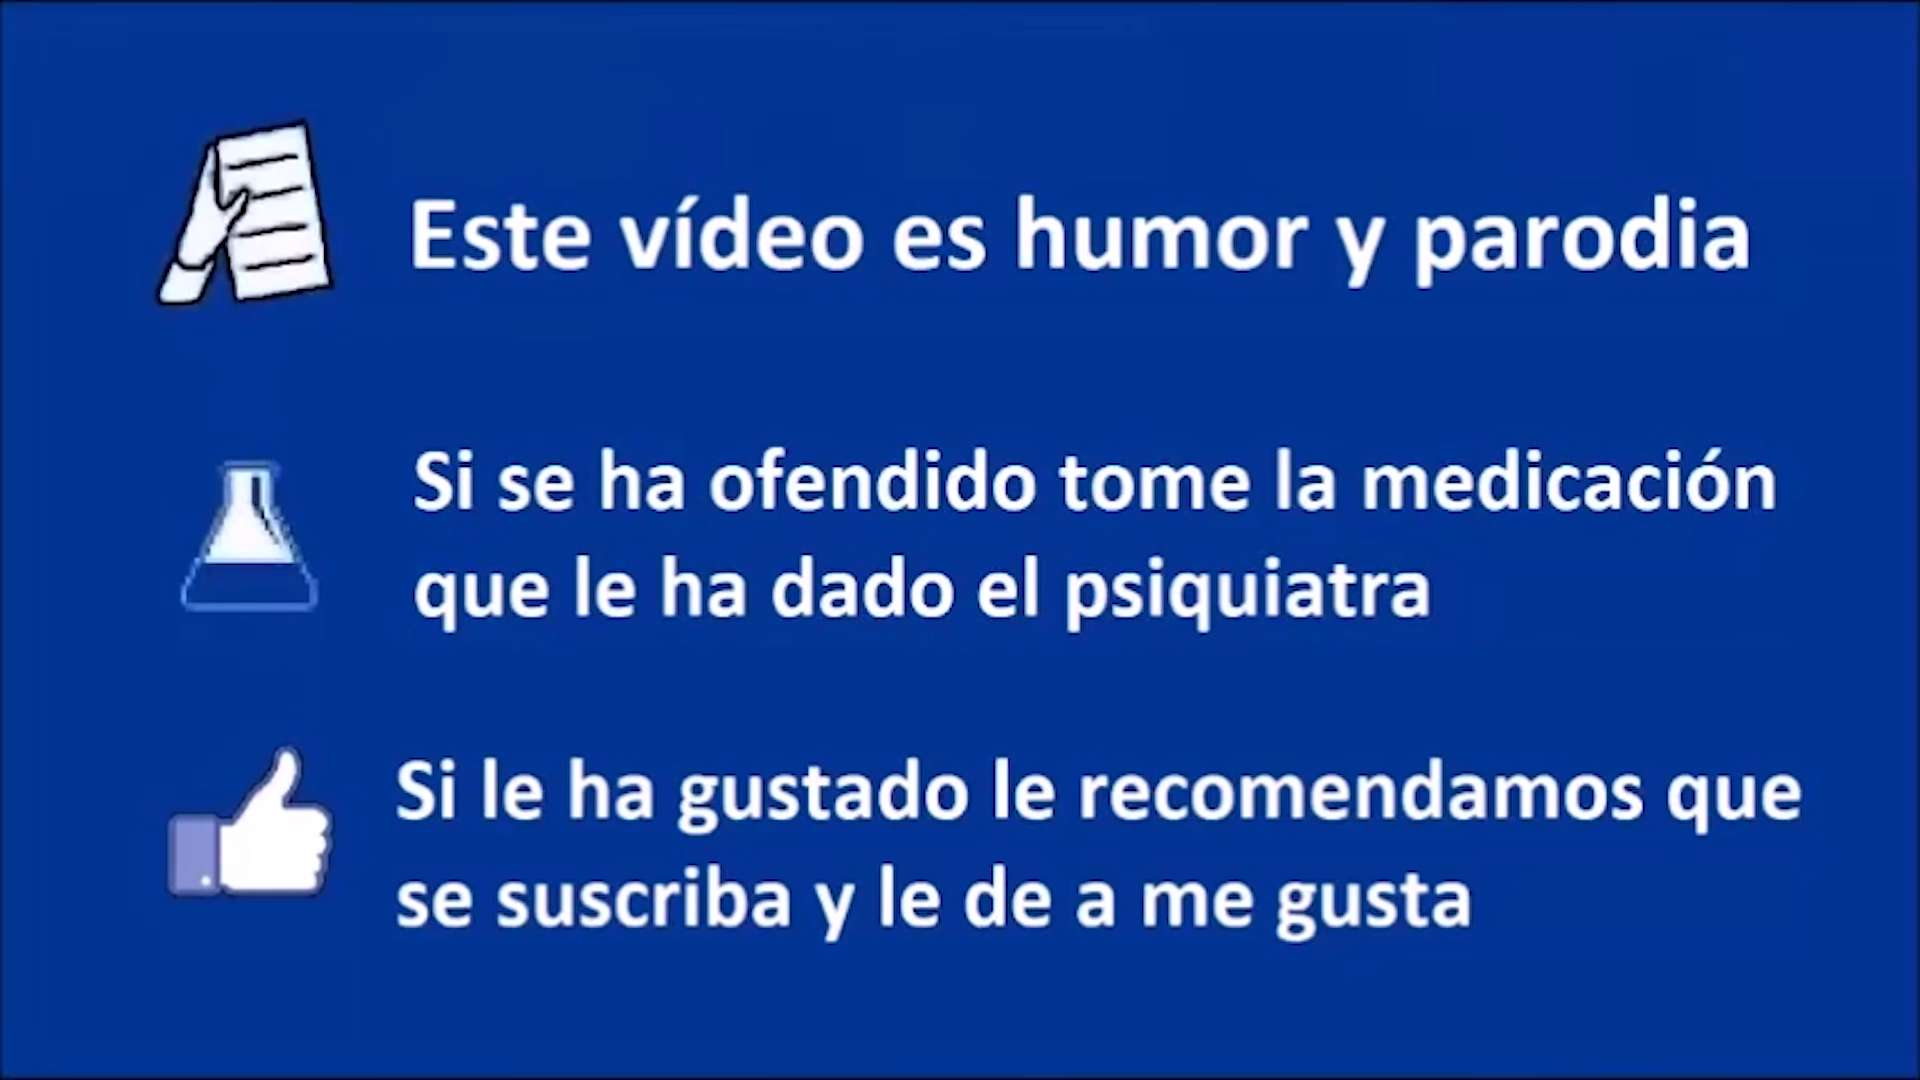 Este vídeo es humor y parodia
Si se ha ofendido tome la medicación
que le ha dado el psiquiatra
Si le ha gustado le recomendamos que
se suscriba y le de a me gusta